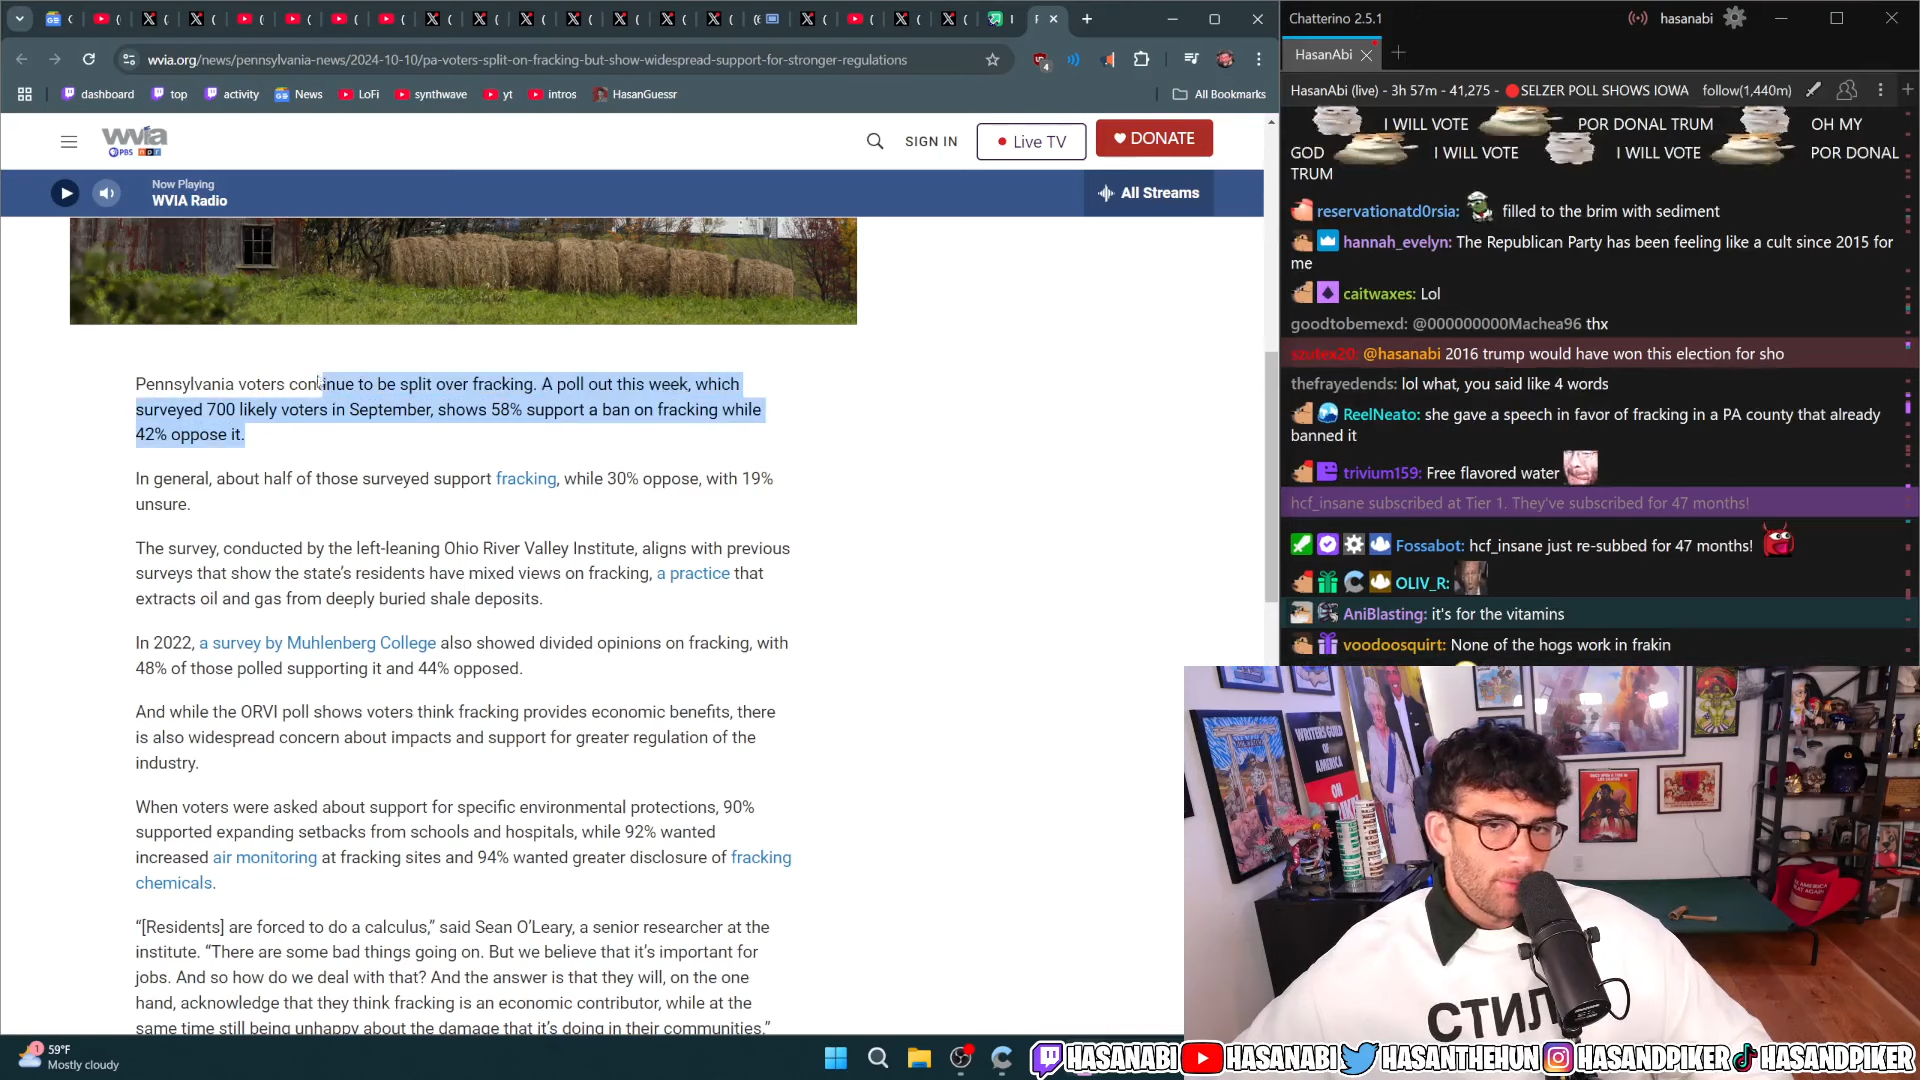 wvia.org/news/pennsylvania-news/2024-10-10/pa-voters-split-on-fracking-but-show-widespread-support-for-stronger-regulations
dashboard
top
activity
News
LoFi
synthwave
yt
intros
HasanGuessr
All Bookmarks
wvia
PBS npr
SIGN IN
Live TV
DONATE
Now Playing
WVIA Radio
All Streams
Pennsylvania voters continue to be split over fracking. A poll out this week, which
surveyed 700 likely voters in September, shows 58% support a ban on fracking while
42% oppose it.
In general, about half of those surveyed support fracking, while 30% oppose, with 19%
unsure.
The survey, conducted by the left-leaning Ohio River Valley Institute, aligns with previous
surveys that show the state’s residents have mixed views on fracking, a practice that
extracts oil and gas from deeply buried shale deposits.
In 2022, a survey by Muhlenberg College also showed divided opinions on fracking, with
48% of those polled supporting it and 44% opposed.
And while the ORVI poll shows voters think fracking provides economic benefits, there
is also widespread concern about impacts and support for greater regulation of the
industry.
When voters were asked about support for specific environmental protections, 90%
supported expanding setbacks from schools and hospitals, while 92% wanted
increased air monitoring at fracking sites and 94% wanted greater disclosure of fracking
chemicals.
“[Residents] are forced to do a calculus,” said Sean O’Leary, a senior researcher at the
institute. “There are some bad things going on. But we believe that it’s important for
jobs. And so how do we deal with that? And the answer is that they will, on the one
hand, acknowledge that they think fracking is an economic contributor, while at the
same time still being unhappy about the damage that it’s doing in their communities.”
59°F
Mostly cloudy
Chatterino 2.5.1
hasanabi
HasanAbi
HasanAbi (live) - 3h 57m - 41,275 - SELZER POLL SHOWS IOWA
follow(1,440m)
I WILL VOTE POR DONAL TRUM OH MY
GOD I WILL VOTE I WILL VOTE POR DONAL
TRUM
reservationatd0rsia: filled to the brim with sediment
hannah_evelyn: The Republican Party has been feeling like a cult since 2015 for
me
caitwaxes: Lol
goodtobemexd: @000000000Machea96 thx
szutex20: @hasanabi 2016 trump would have won this election for sho
thefrayedends: lol what, you said like 4 words
ReelNeato: she gave a speech in favor of fracking in a PA county that already
banned it
trivium159: Free flavored water
hcf_insane subscribed at Tier 1. They've subscribed for 47 months!
Fossabot: hcf_insane just re-subbed for 47 months!
OLIV_R:
AniBlasting: it's for the vitamins
voodoosquirt: None of the hogs work in frakin
WRITERS GUILD
OF
AMERICA
ON
СТИЛ
HASANABI HASANABI HASANTHEHUN HASANDPIKER HASANDPIKER